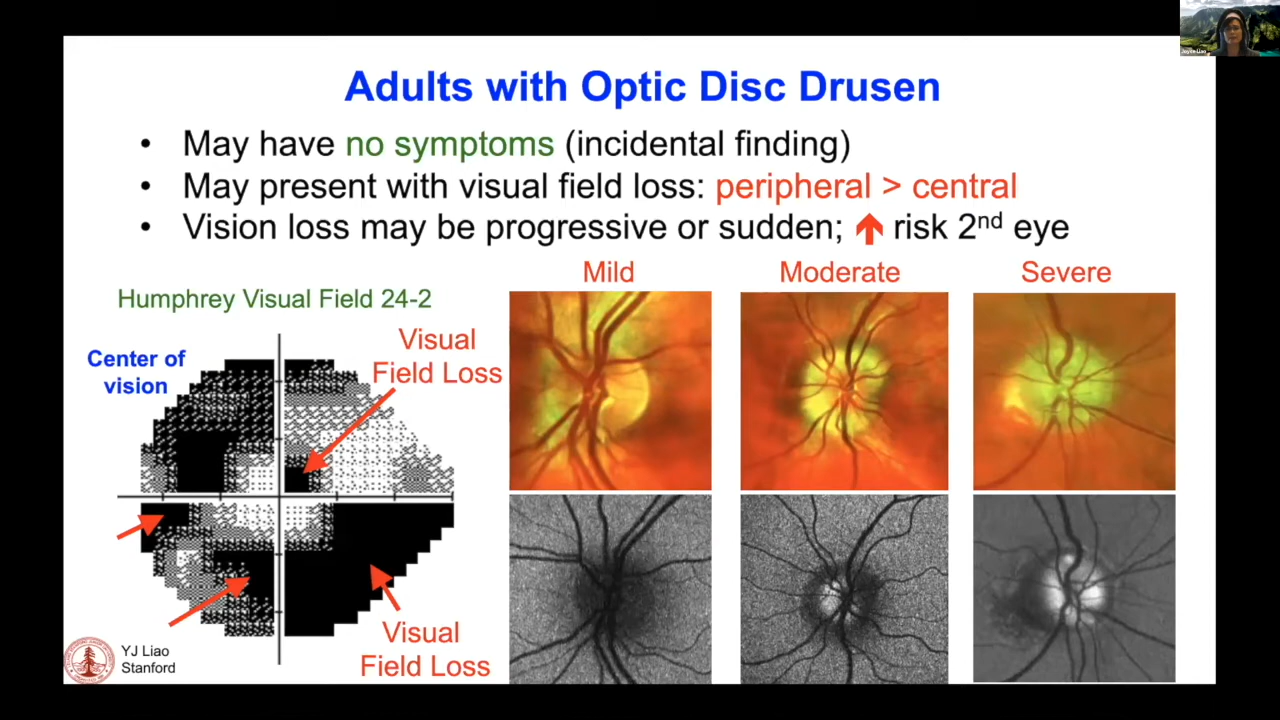 Adults with Optic Disc Drusen
• May have no symptoms (incidental finding)
• May present with visual field loss: peripheral > central
• Vision loss may be progressive or sudden; ↑ risk 2nd eye
Mild
Moderate
Severe
Humphrey Visual Field 24-2
Center of
vision
Visual
Field Loss
Visual
Field Loss
YJ Liao
Stanford